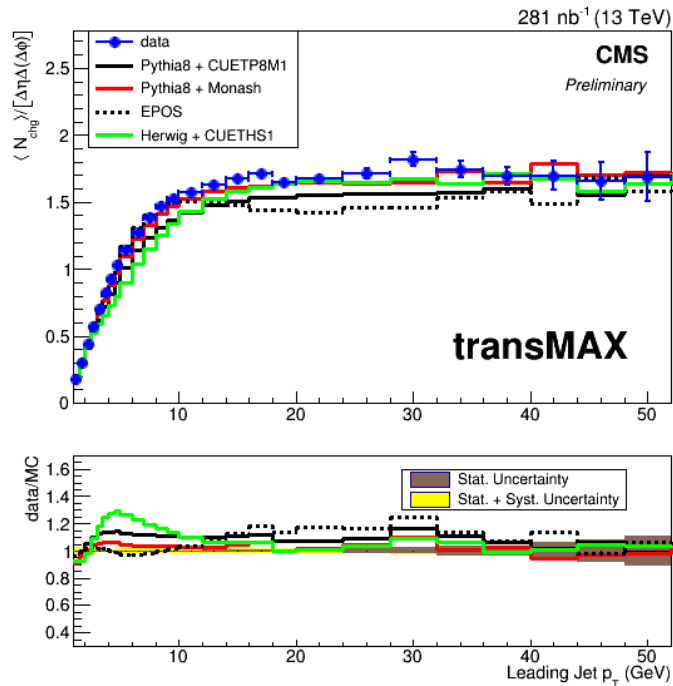 281 nb⁻¹ (13 TeV)
⟨ N_chg ⟩/[ΔηΔ(Δϕ)]
2.5
2
1.5
1
0.5
0
data
Pythia8 + CUETP8M1
Pythia8 + Monash
EPOS
Herwig + CUETHS1
CMS
Preliminary
transMAX
10 20 30 40 50
data/MC
1.6
1.4
1.2
1
0.8
0.6
0.4
Stat. Uncertainty
Stat. + Syst. Uncertainty
10 20 30 40 50
Leading Jet p_T (GeV)